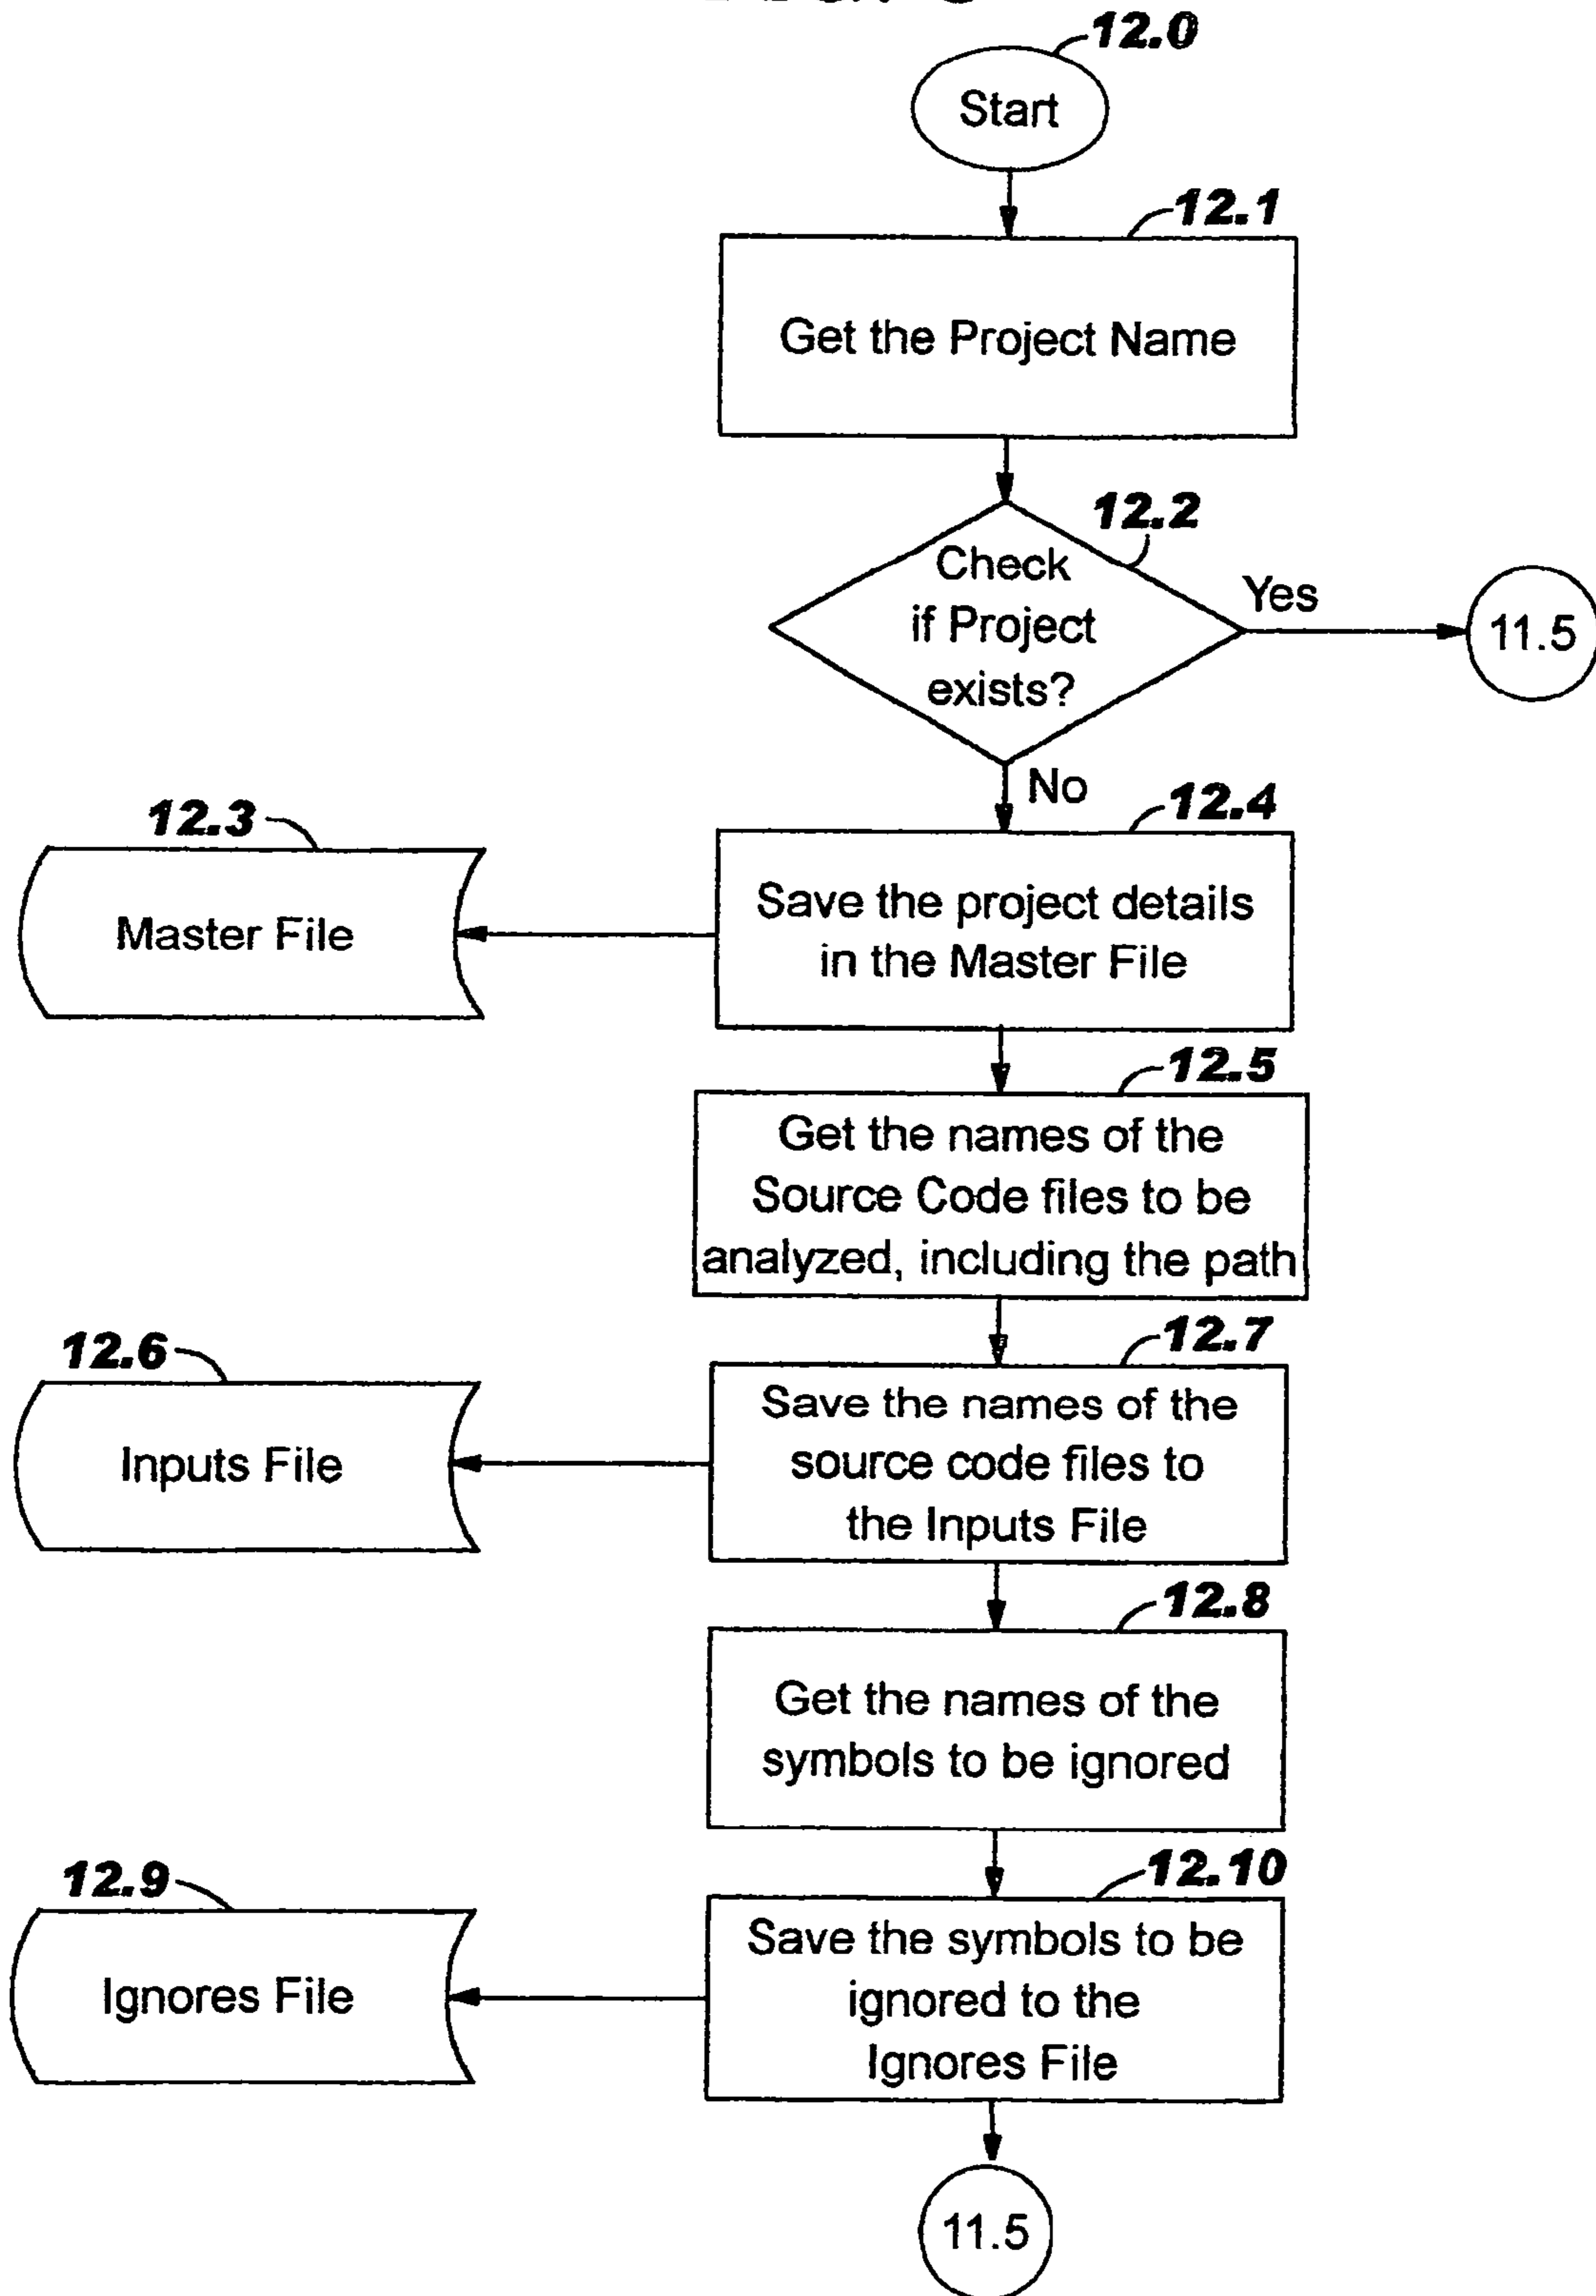 12.0
Start
12.1
Get the Project Name
12.2
Check
if Project
exists?
Yes
11.5
No
12.3
Master File
12.4
Save the project details
in the Master File
12.5
Get the names of the
Source Code files to be
analyzed, including the path
12.6
Inputs File
12.7
Save the names of the
source code files to
the Inputs File
12.8
Get the names of the
symbols to be ignored
12.9
Ignores File
12.10
Save the symbols to be
ignored to the
Ignores File
11.5